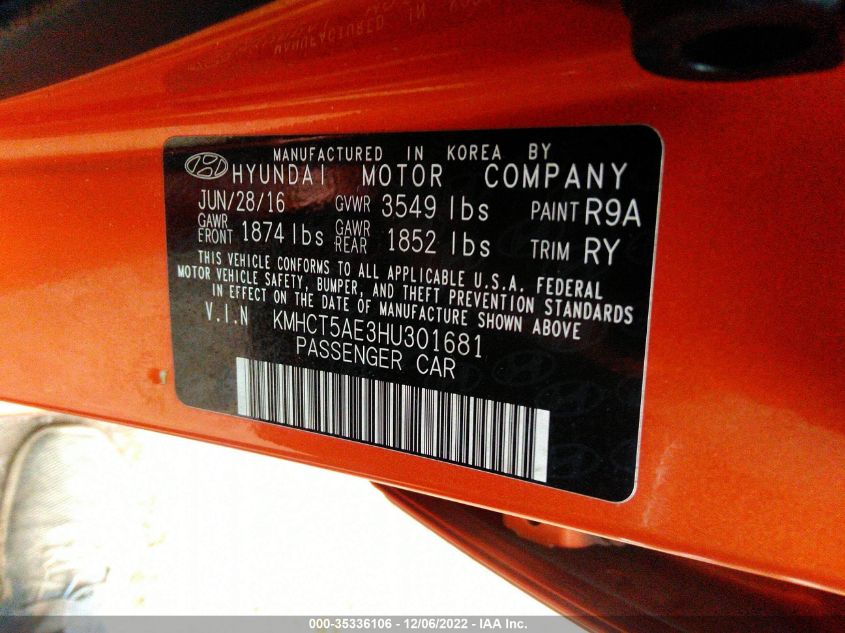 MANUFACTURED IN KOREA BY
HYUNDAI MOTOR COMPANY
JUN/28/16 GVWR 3549 lbs PAINT R9A
GAWR FRONT 1874 lbs GAWR REAR 1852 lbs TRIM RY
THIS VEHICLE CONFORMS TO ALL APPLICABLE U.S.A. FEDERAL
MOTOR VEHICLE SAFETY, BUMPER, AND THEFT PREVENTION STANDARDS
IN EFFECT ON THE DATE OF MANUFACTURE SHOWN ABOVE
V.I.N KMHCT5AE3HU301681
PASSENGER CAR
000-35336106 - 12/06/2022 - IAA Inc.